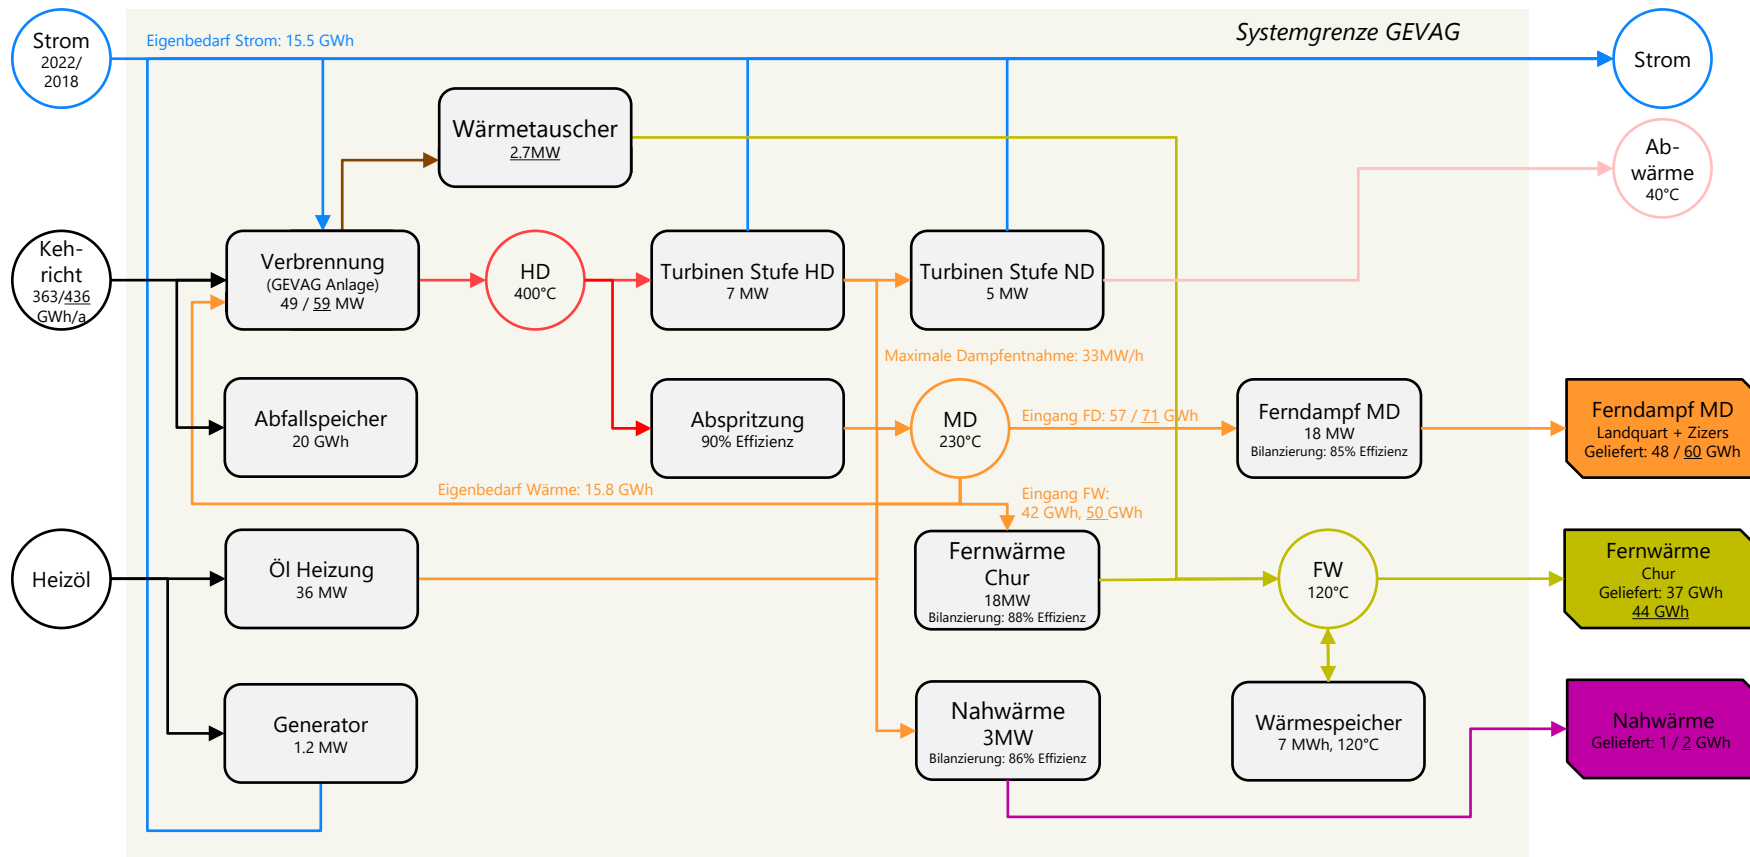 Systemgrenze GEVAG
Strom
2022/
2018
Eigenbedarf Strom: 15.5 GWh
Strom
Wärmetauscher
2.7MW
Ab-
wärme
40°C
Keh-
richt
363/436
GWh/a
Verbrennung
(GEVAG Anlage)
49 / 59 MW
HD
400°C
Turbinen Stufe HD
7 MW
Turbinen Stufe ND
5 MW
Maximale Dampfentnahme: 33MW/h
Abfallspeicher
20 GWh
Abspritzung
90% Effizienz
MD
230°C
Eingang FD: 57 / 71 GWh
Ferndampf MD
18 MW
Bilanzierung: 85% Effizienz
Ferndampf MD
Landquart + Zizers
Geliefert: 48 / 60 GWh
Eigenbedarf Wärme: 15.8 GWh
Eingang FW:
42 GWh, 50 GWh
Heizöl
Öl Heizung
36 MW
Fernwärme
Chur
18MW
Bilanzierung: 88% Effizienz
FW
120°C
Fernwärme
Chur
Geliefert: 37 GWh
44 GWh
Generator
1.2 MW
Nahwärme
3MW
Bilanzierung: 86% Effizienz
Wärmespeicher
7 MWh, 120°C
Nahwärme
Geliefert: 1 / 2 GWh